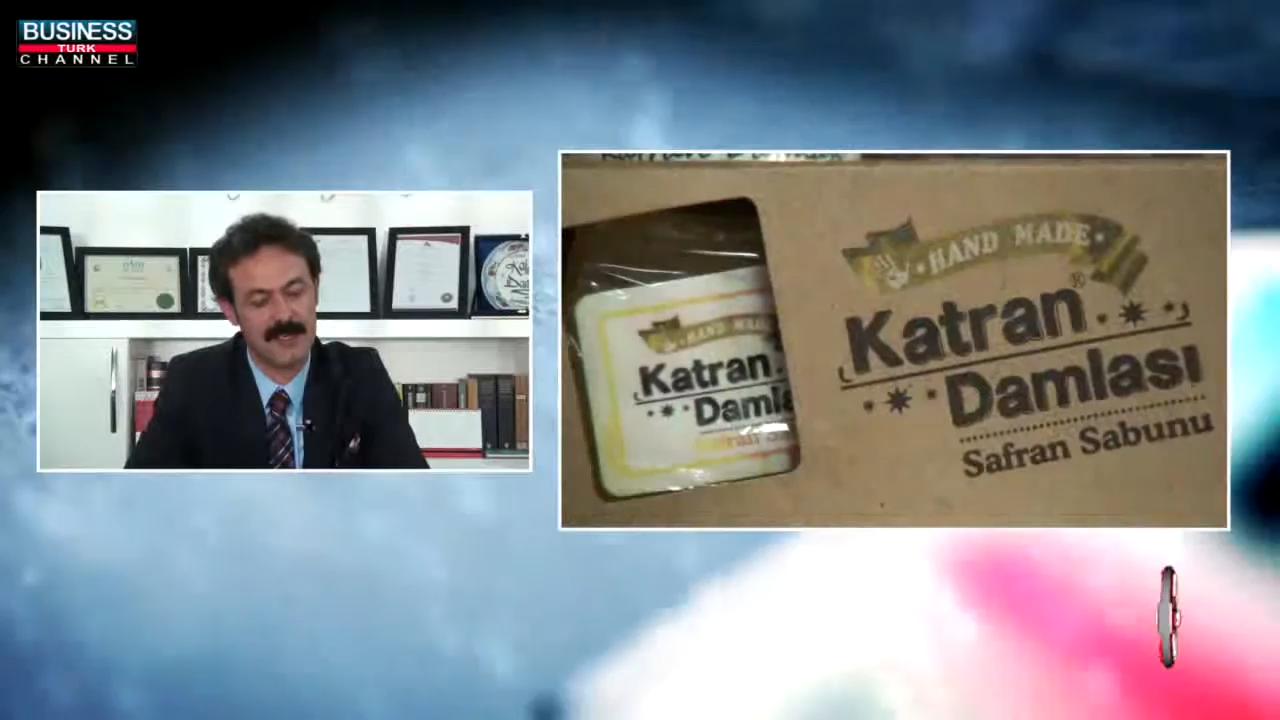 BUSINESS
TURK
CHANNEL
HAND MADE
Katran
Damla
HAND MADE
Katran®
Damlası
Safran Sabunu